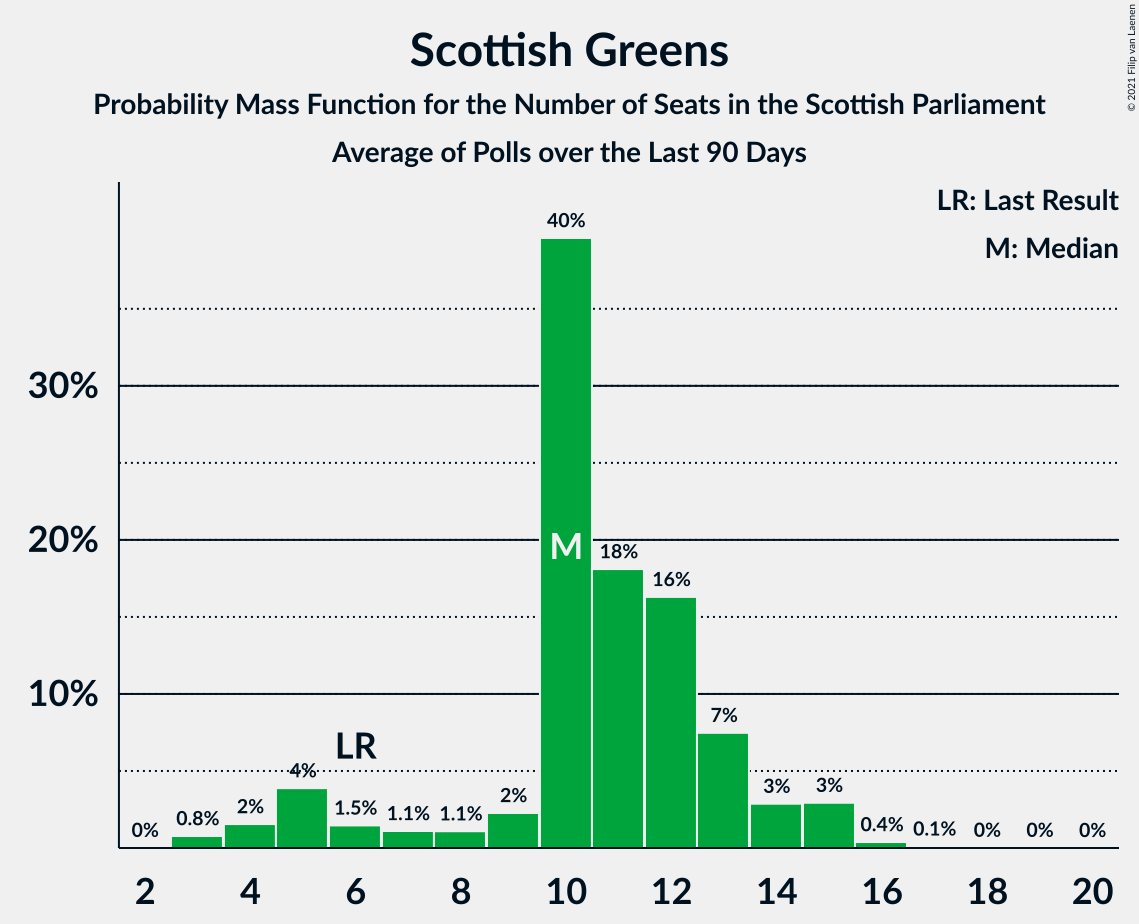 Scottish Greens
Probability Mass Function for the Number of Seats in the Scottish Parliament
Average of Polls over the Last 90 Days
© 2021 Filip van Laenen
LR: Last Result
M: Median
40%
30%
20%
10%
M
18%
16%
7%
LR
4%
0%
0.8%
2%
1.5%
1.1%
1.1%
2%
3%
3%
0.4%
0.1%
0%
0%
0%
2 4 6 8 10 12 14 16 18 20